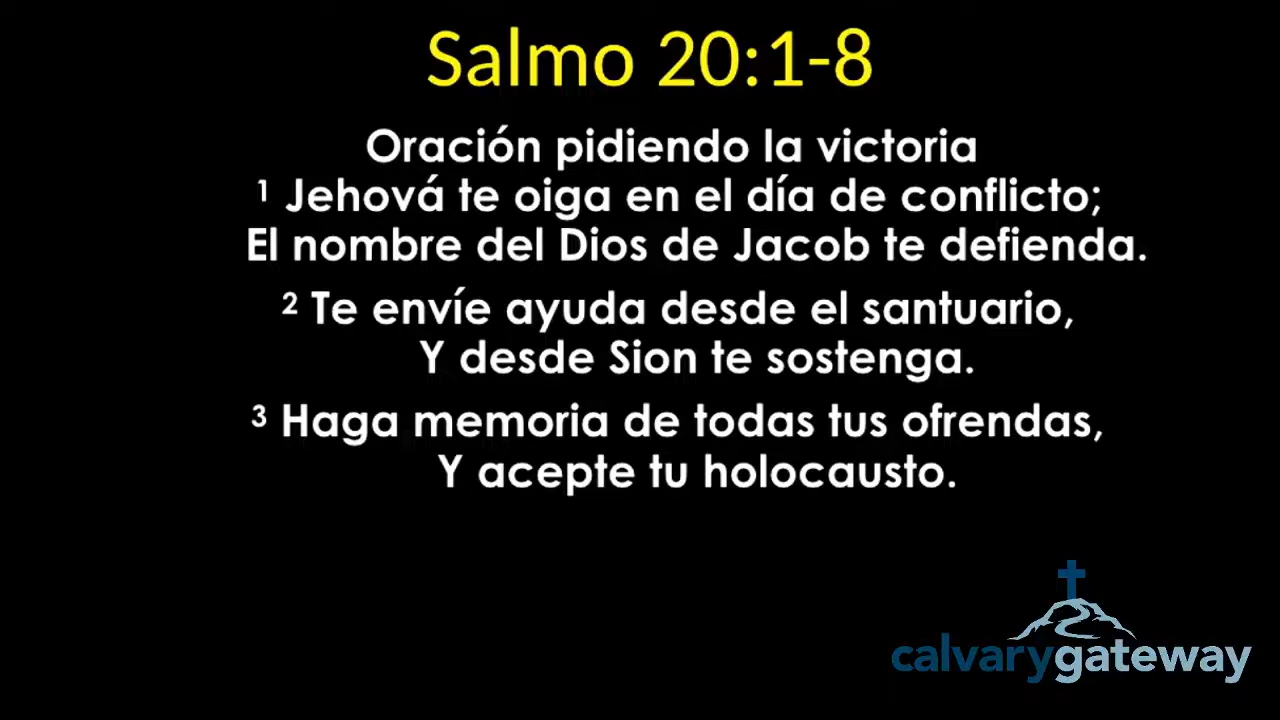 Salmo 20:1-8
Oración pidiendo la victoria
¹ Jehová te oiga en el día de conflicto;
El nombre del Dios de Jacob te defienda.
² Te envíe ayuda desde el santuario,
Y desde Sion te sostenga.
³ Haga memoria de todas tus ofrendas,
Y acepte tu holocausto.
calvarygateway